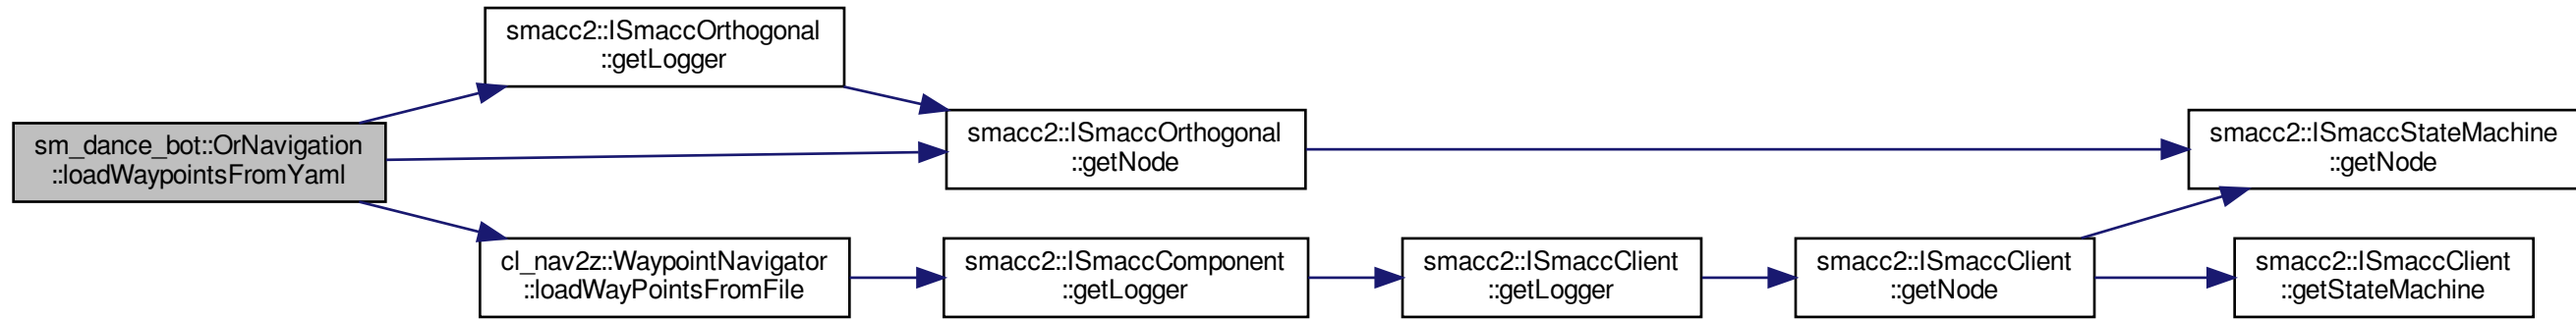 smacc2::ISmaccOrthogonal
::getLogger
sm_dance_bot::OrNavigation
::loadWaypointsFromYaml
smacc2::ISmaccOrthogonal
::getNode
smacc2::ISmaccStateMachine
::getNode
cl_nav2z::WaypointNavigator
::loadWayPointsFromFile
smacc2::ISmaccComponent
::getLogger
smacc2::ISmaccClient
::getLogger
smacc2::ISmaccClient
::getNode
smacc2::ISmaccClient
::getStateMachine